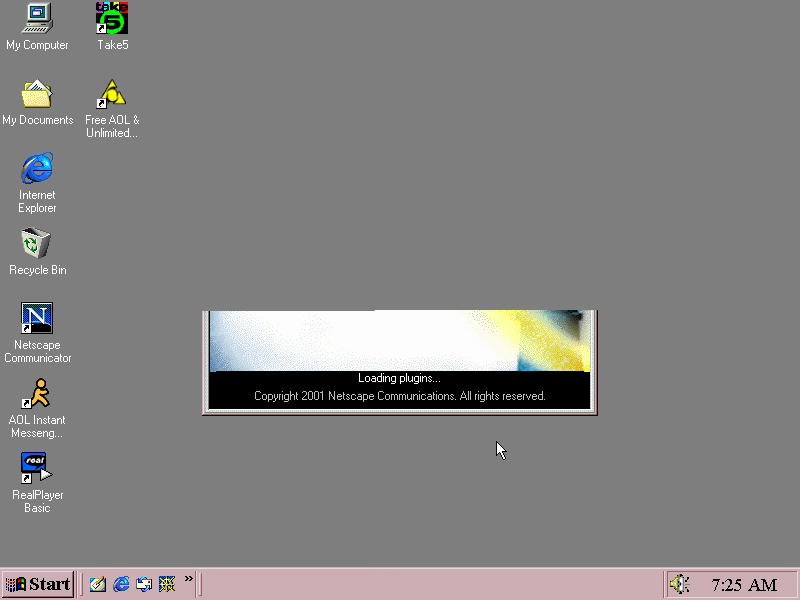 take
5
My Computer
Take5
My Documents
Free AOL &
Unlimited...
Internet
Explorer
Recycle Bin
N
Netscape
Communicator
Loading plugins...
Copyright 2001 Netscape Communications. All rights reserved.
AOL Instant
Messeng...
real
RealPlayer
Basic
Start
»
7:25 AM